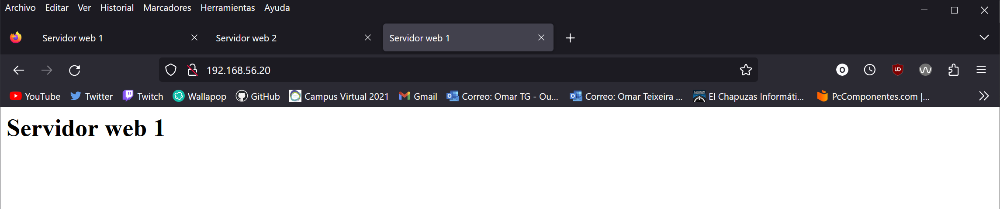 Archivo Editar Ver Historial Marcadores Herramientas Ayuda
Servidor web 1 Servidor web 2 Servidor web 1
192.168.56.20
YouTube Twitter Twitch Wallapop GitHub Campus Virtual 2021 Gmail Correo: Omar TG - Ou... Correo: Omar Teixeira ... El Chapuzas Informáti... PcComponentes.com |...
Servidor web 1